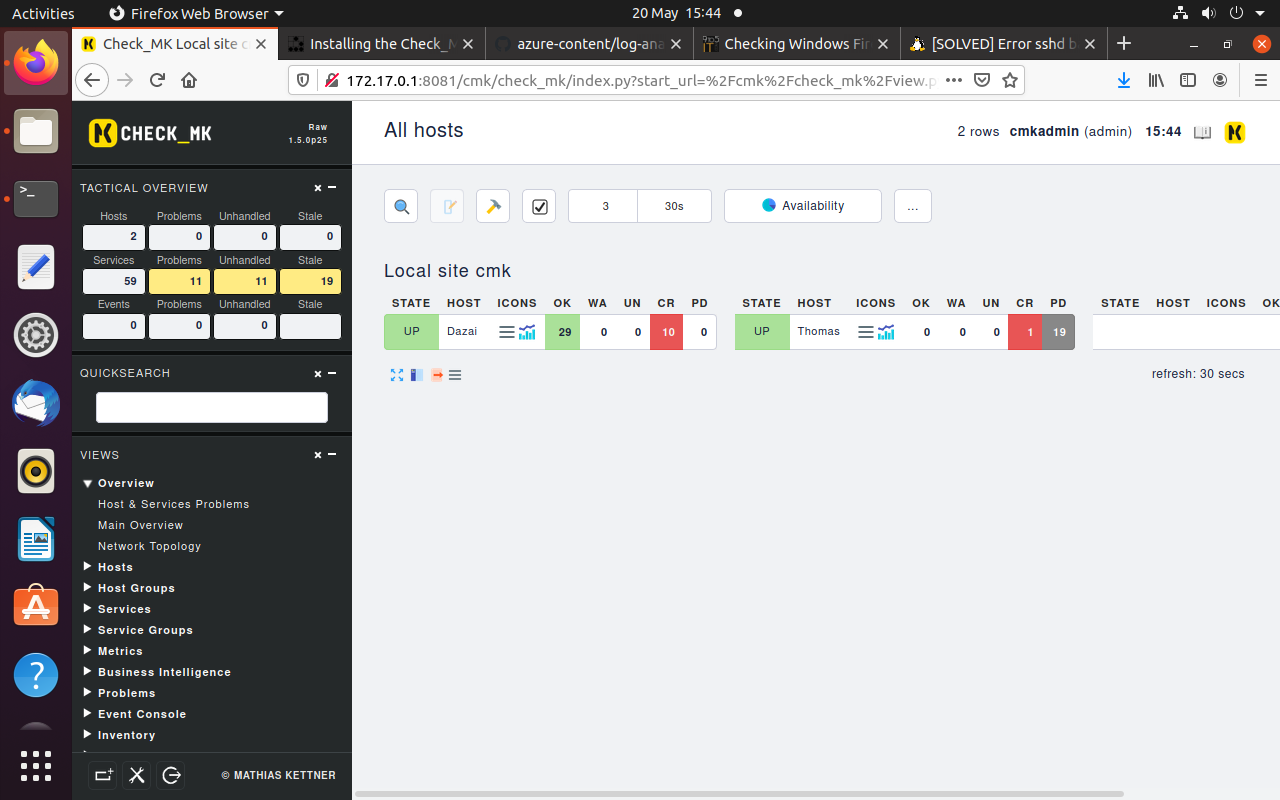 Activities
Firefox Web Browser
20 May 15:44
Check_MK Local site c
Installing the Check_M
azure-content/log-ana
Checking Windows Fir
[SOLVED] Error sshd b
172.17.0.1:8081/cmk/check_mk/index.py?start_url=%2Fcmk%2Fcheck_mk%2Fview.p
CHECK_MK
Raw
1.5.0p25
All hosts
2 rows cmkadmin (admin) 15:44
TACTICAL OVERVIEW
Hosts Problems Unhandled Stale
2 0 0 0
Services Problems Unhandled Stale
59 11 11 19
Events Problems Unhandled Stale
0 0 0
QUICKSEARCH
VIEWS
Overview
Host & Services Problems
Main Overview
Network Topology
Hosts
Host Groups
Services
Service Groups
Metrics
Business Intelligence
Problems
Event Console
Inventory
© MATHIAS KETTNER
3 30s Availability ...
Local site cmk
STATE HOST ICONS OK WA UN CR PD STATE HOST ICONS OK WA UN CR PD STATE HOST ICONS OK
UP Dazai 29 0 0 10 0 UP Thomas 0 0 0 1 19
refresh: 30 secs